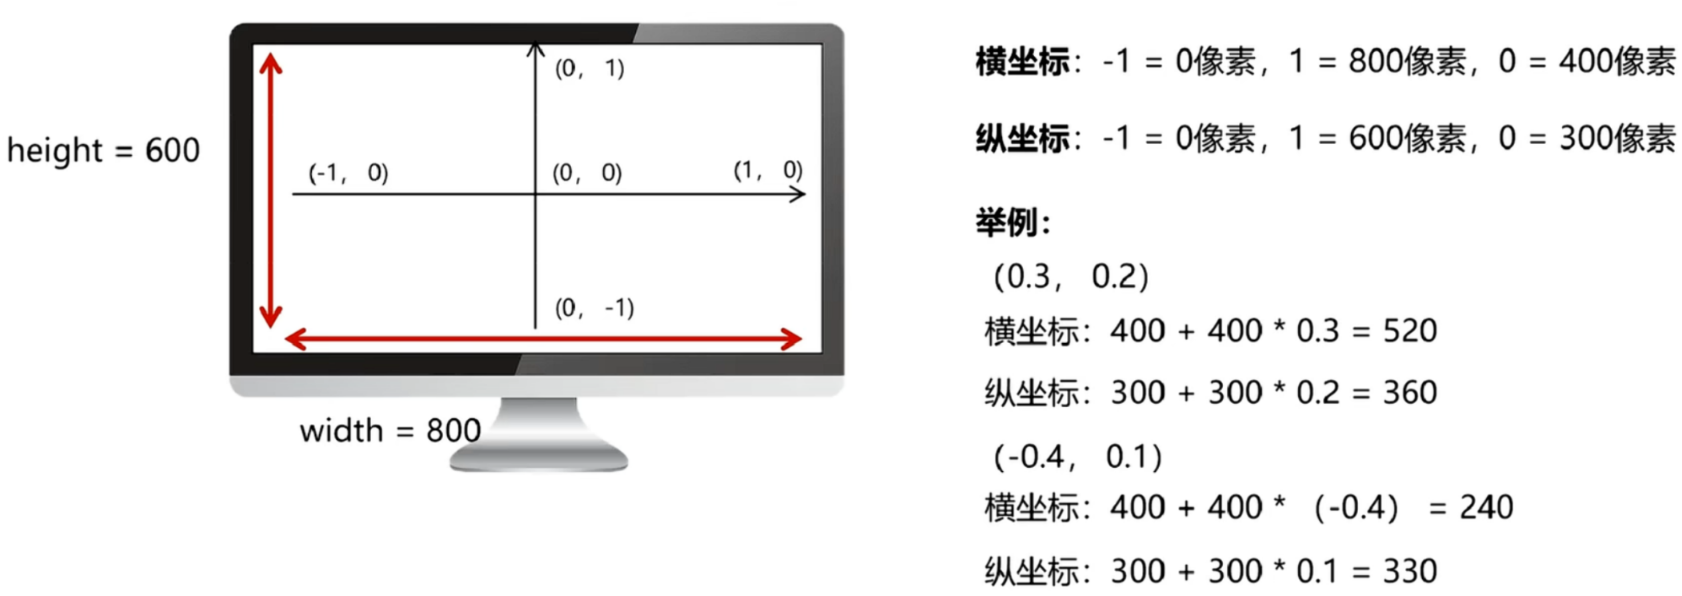 (0, 1)
height = 600
(-1, 0)
(0, 0)
(1, 0)
(0, -1)
width = 800
横坐标：-1 = 0像素，1 = 800像素，0 = 400像素
纵坐标：-1 = 0像素，1 = 600像素，0 = 300像素
举例：
（0.3， 0.2）
横坐标：400 + 400 * 0.3 = 520
纵坐标：300 + 300 * 0.2 = 360
（-0.4， 0.1）
横坐标：400 + 400 * （-0.4） = 240
纵坐标：300 + 300 * 0.1 = 330